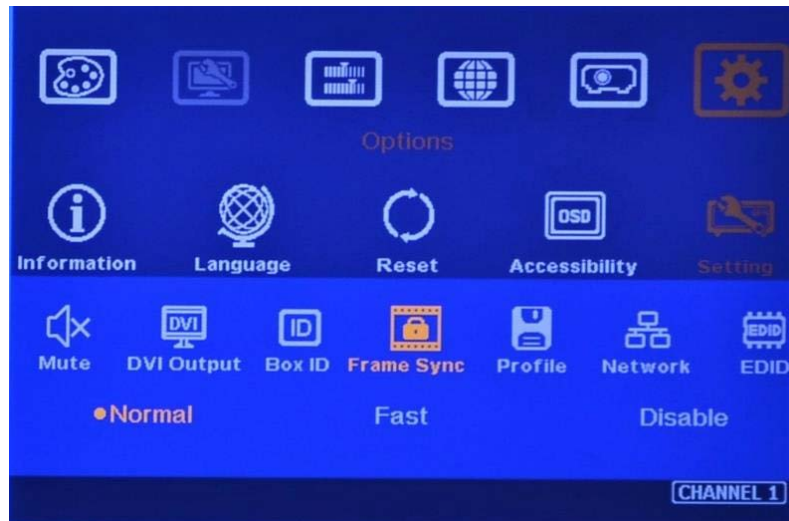 Options
OSD
Information Language Reset Accessibility Setting
DVI ID EDID
Mute DVI Output Box ID Frame Sync Profile Network EDID
Normal Fast Disable
CHANNEL 1